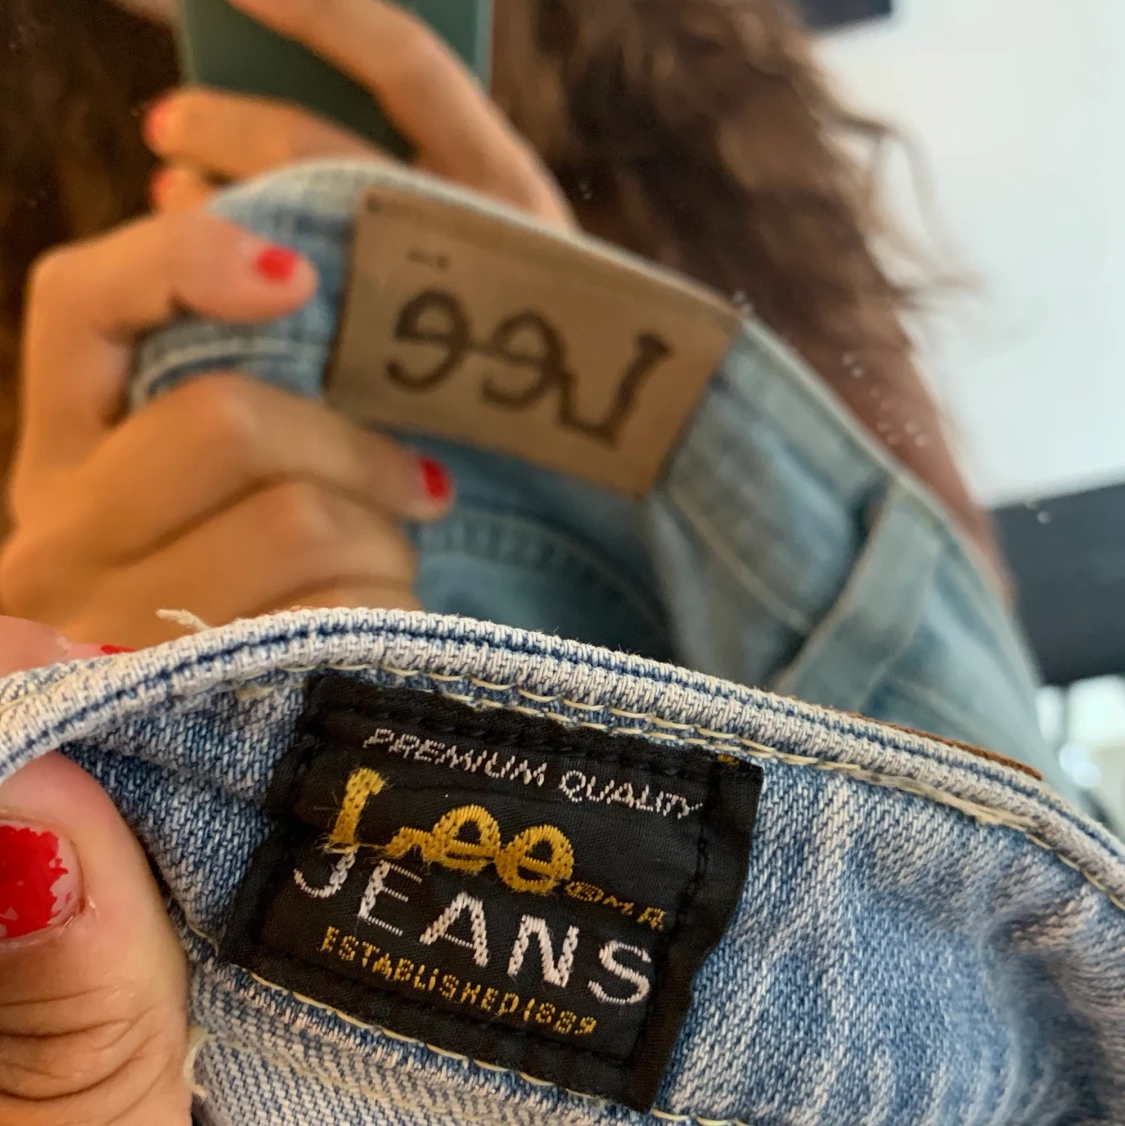 Lee
PREMIUM QUALITY
Lee ® M.R.
JEANS
ESTABLISHED 1889